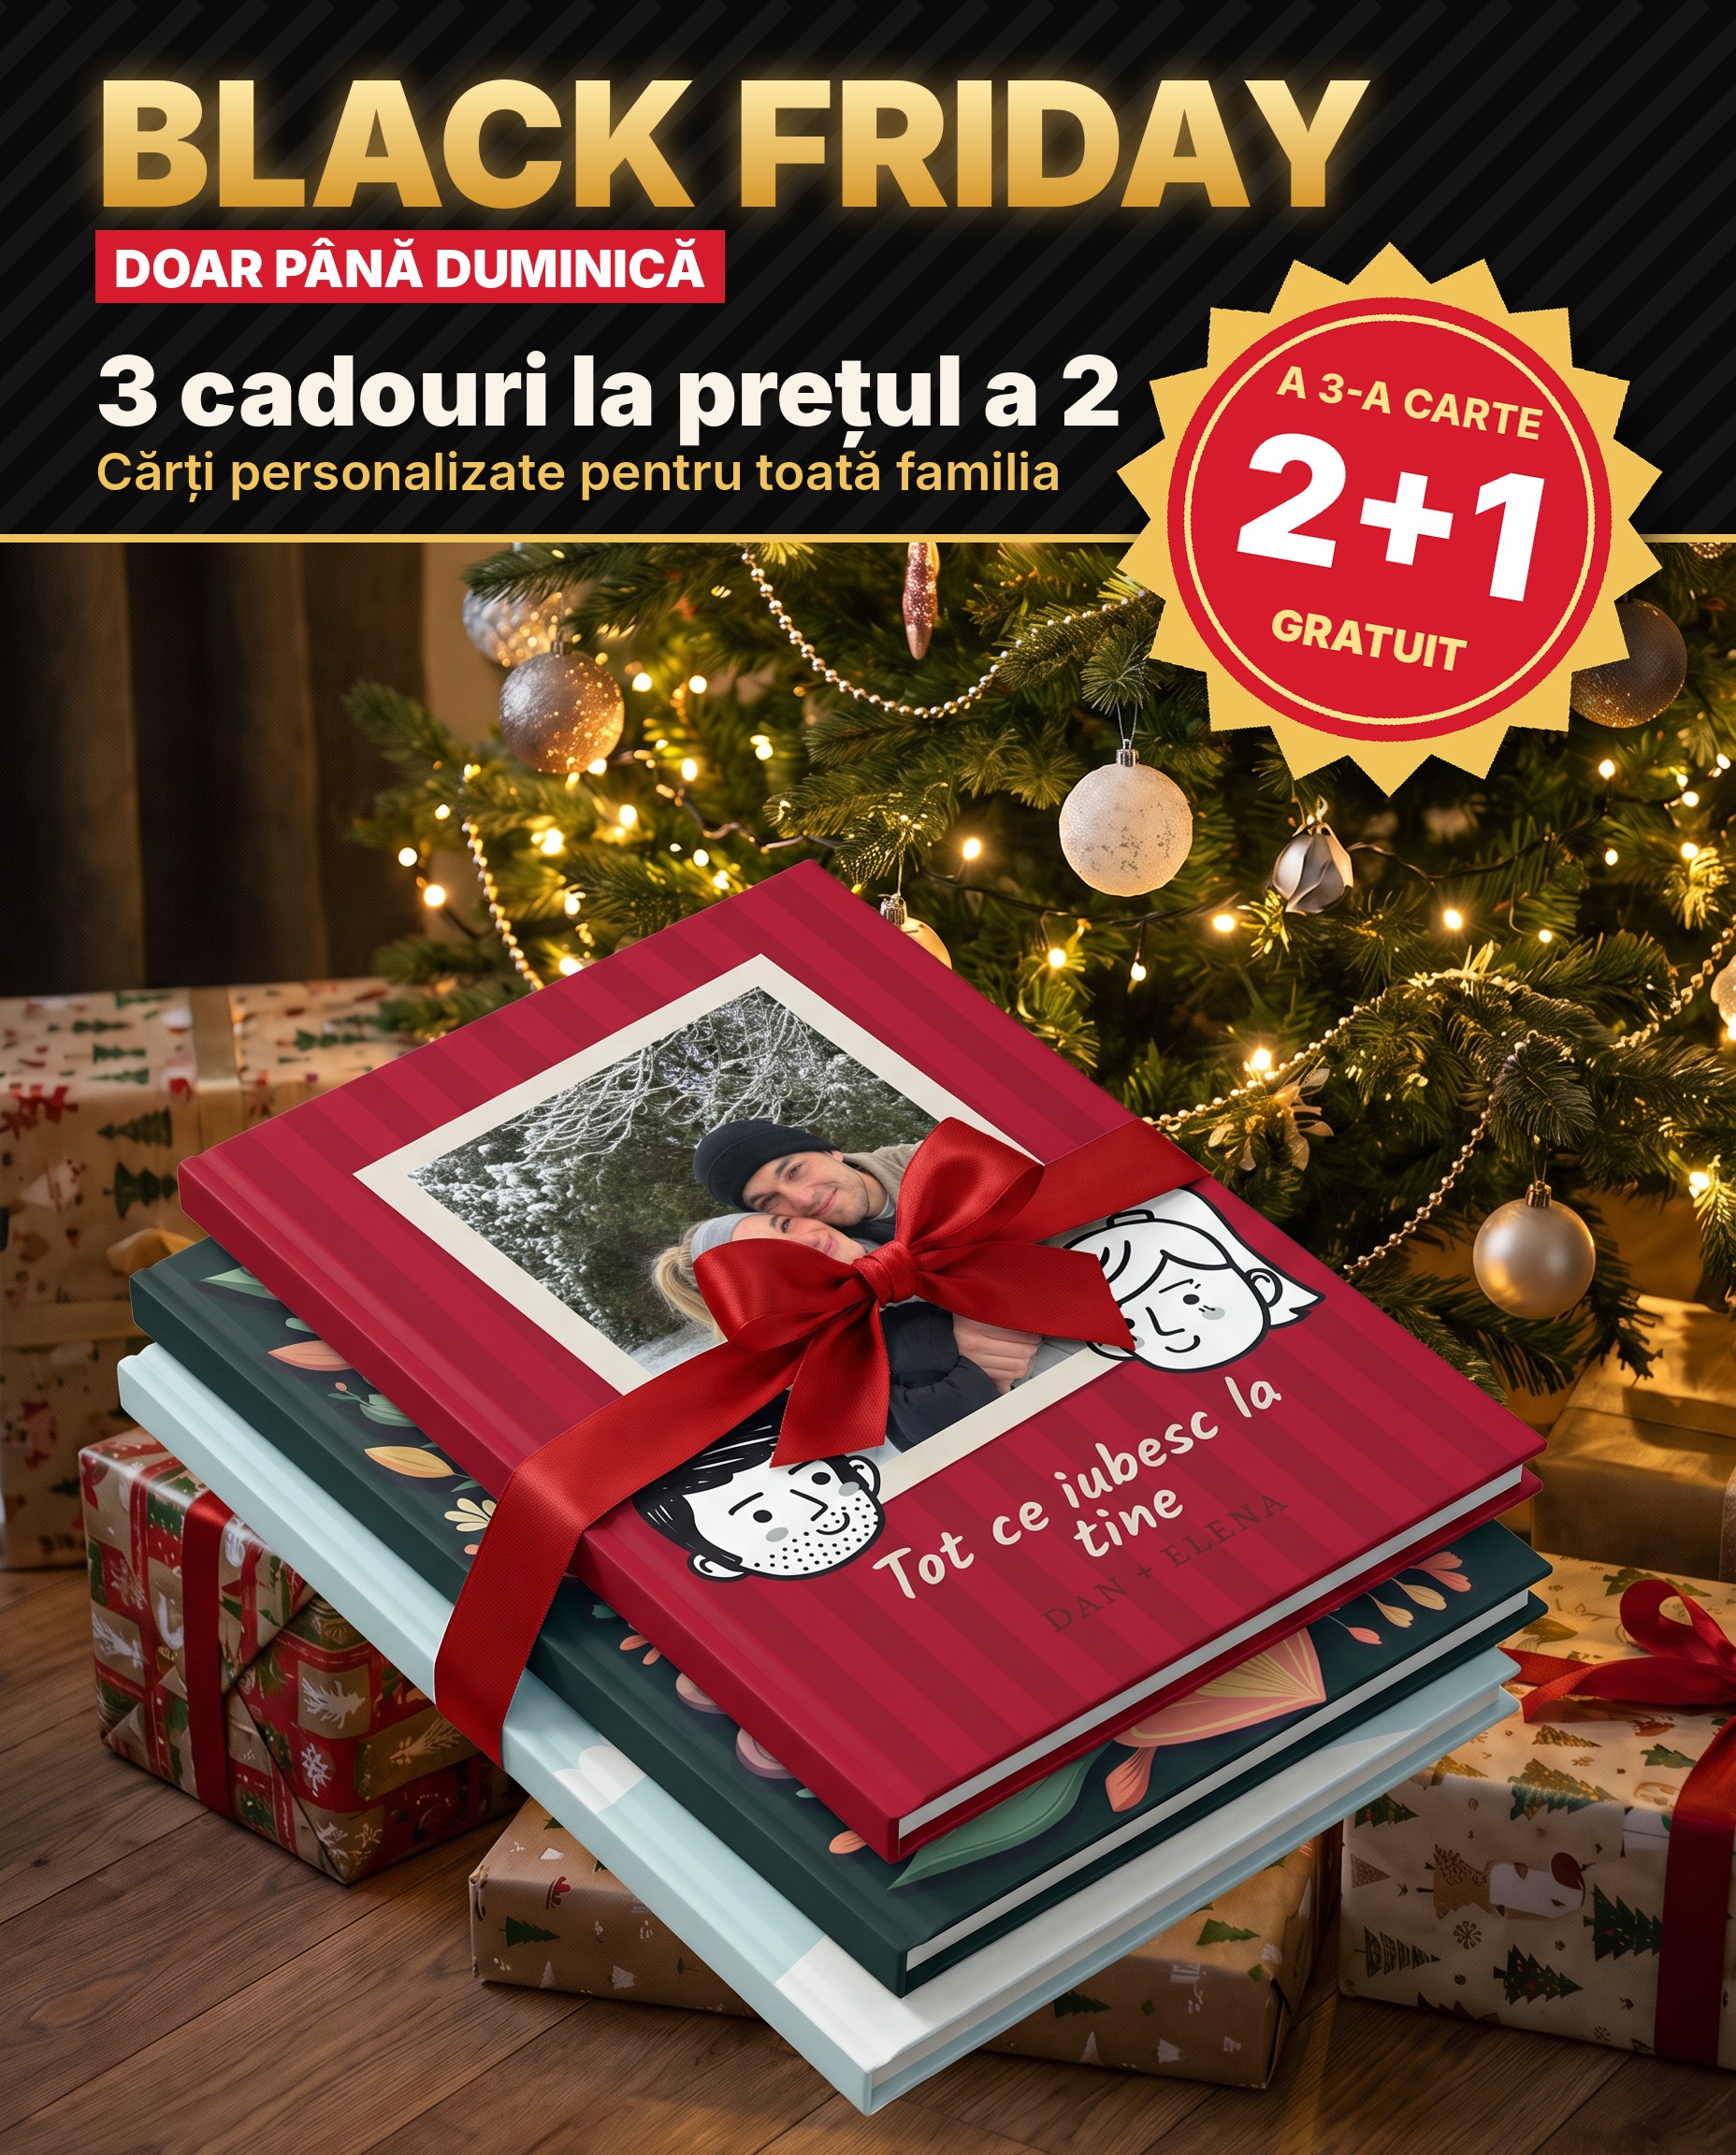 BLACK FRIDAY
DOAR PÂNĂ DUMINICĂ
3 cadouri la prețul a 2
Cărți personalizate pentru toată familia
A 3-A CARTE
2+1
GRATUIT
Tot ce iubesc la
tine
DAN + ELENA